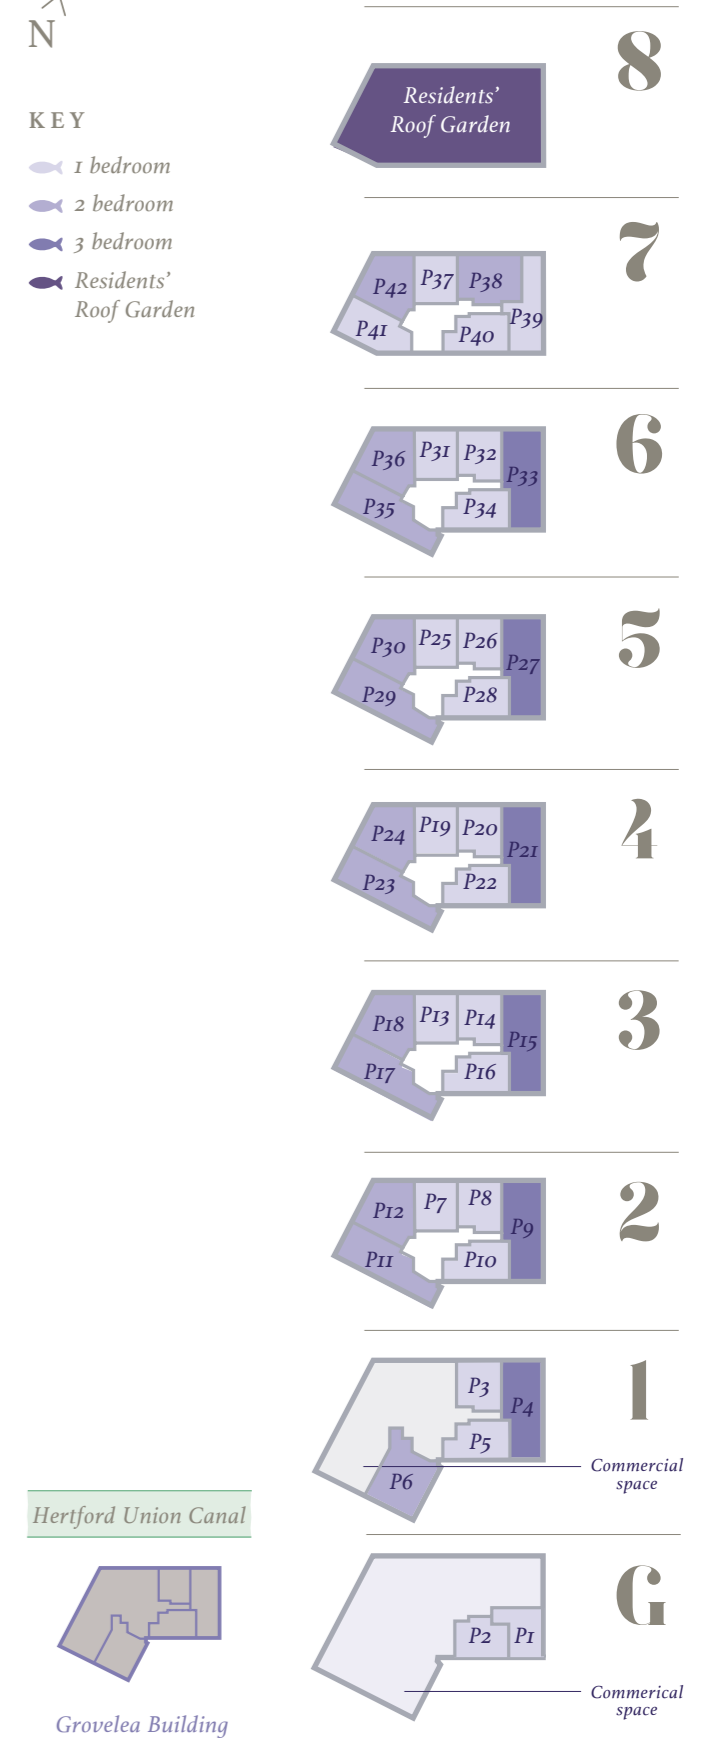 N
KEY
1 bedroom
2 bedroom
3 bedroom
Residents'
Roof Garden
Residents'
Roof Garden
8
P42
P37
P38
P39
P41
P40
7
P36
P31
P32
P33
P35
P34
6
P30
P25
P26
P27
P29
P28
5
P24
P19
P20
P21
P23
P22
4
P18
P13
P14
P15
P17
P16
3
P12
P7
P8
P9
P11
P10
2
P3
P4
P5
P6
1
Commercial
space
Hertford Union Canal
Grovelea Building
P2
P1
G
Commerical
space